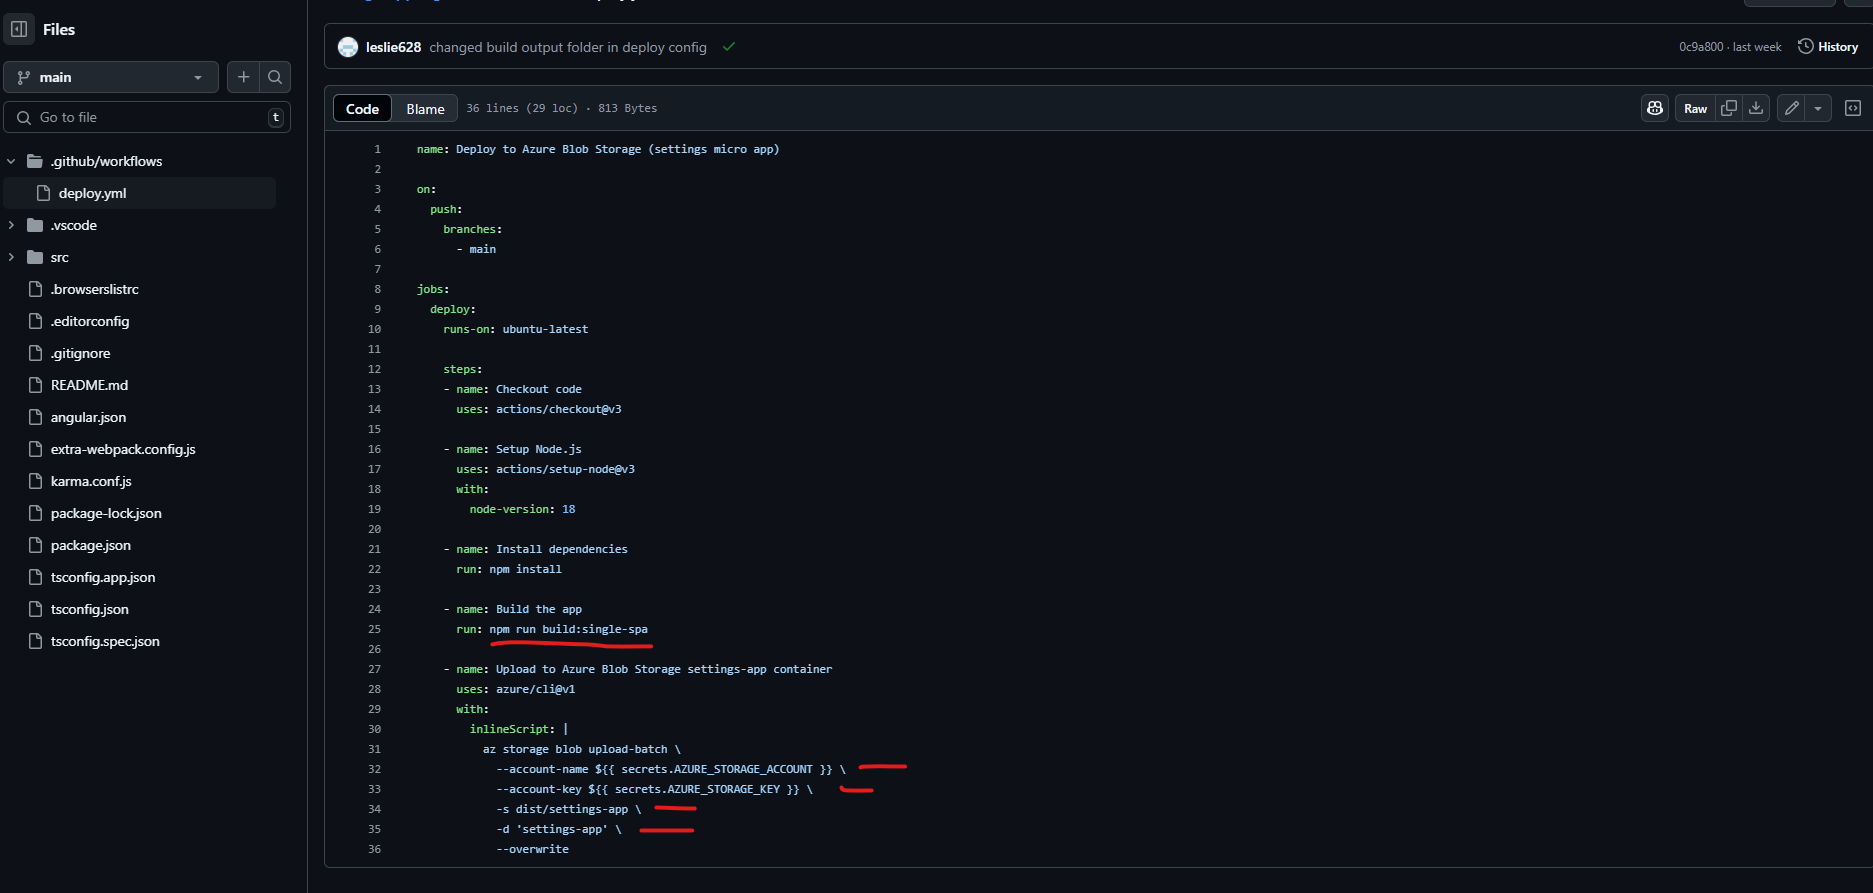 Files
main
Go to file
t
.github/workflows
deploy.yml
.vscode
src
.browserslistrc
.editorconfig
.gitignore
README.md
angular.json
extra-webpack.config.js
karma.conf.js
package-lock.json
package.json
tsconfig.app.json
tsconfig.json
tsconfig.spec.json
leslie628 changed build output folder in deploy config
0c9a800 · last week
History
Code
Blame
36 lines (29 loc) · 813 Bytes
Raw
1 name: Deploy to Azure Blob Storage (settings micro app)
2
3 on:
4   push:
5     branches:
6       - main
7
8 jobs:
9   deploy:
10     runs-on: ubuntu-latest
11
12     steps:
13     - name: Checkout code
14       uses: actions/checkout@v3
15
16     - name: Setup Node.js
17       uses: actions/setup-node@v3
18       with:
19         node-version: 18
20
21     - name: Install dependencies
22       run: npm install
23
24     - name: Build the app
25       run: npm run build:single-spa
26
27     - name: Upload to Azure Blob Storage settings-app container
28       uses: azure/cli@v1
29       with:
30         inlineScript: |
31           az storage blob upload-batch \
32             --account-name ${{ secrets.AZURE_STORAGE_ACCOUNT }} \
33             --account-key ${{ secrets.AZURE_STORAGE_KEY }} \
34             -s dist/settings-app \
35             -d 'settings-app' \
36             --overwrite